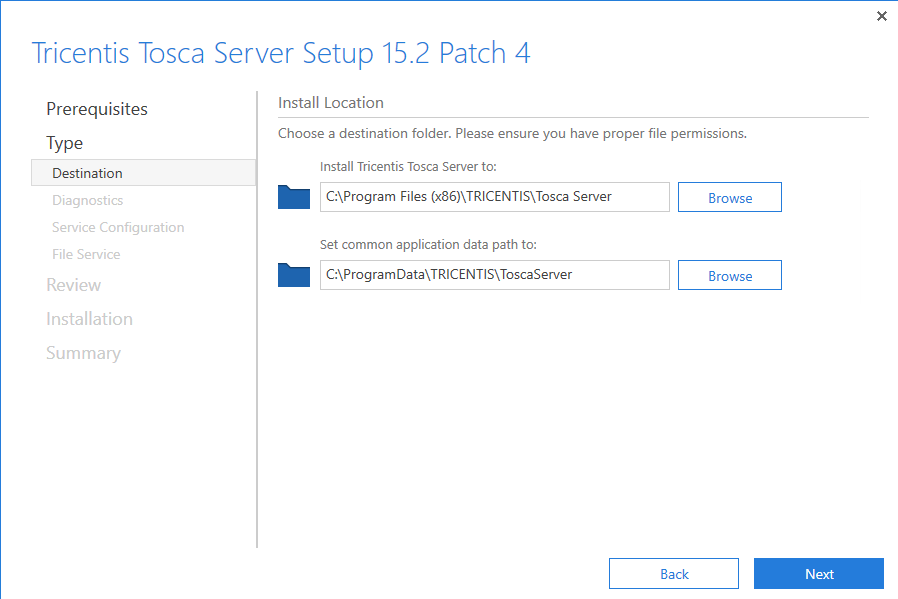 Tricentis Tosca Server Setup 15.2 Patch 4
Prerequisites
Type
Destination
Diagnostics
Service Configuration
File Service
Review
Installation
Summary
Install Location
Choose a destination folder. Please ensure you have proper file permissions.
Install Tricentis Tosca Server to:
C:\Program Files (x86)\TRICENTIS\Tosca Server
Browse
Set common application data path to:
C:\ProgramData\TRICENTIS\ToscaServer
Browse
Back
Next